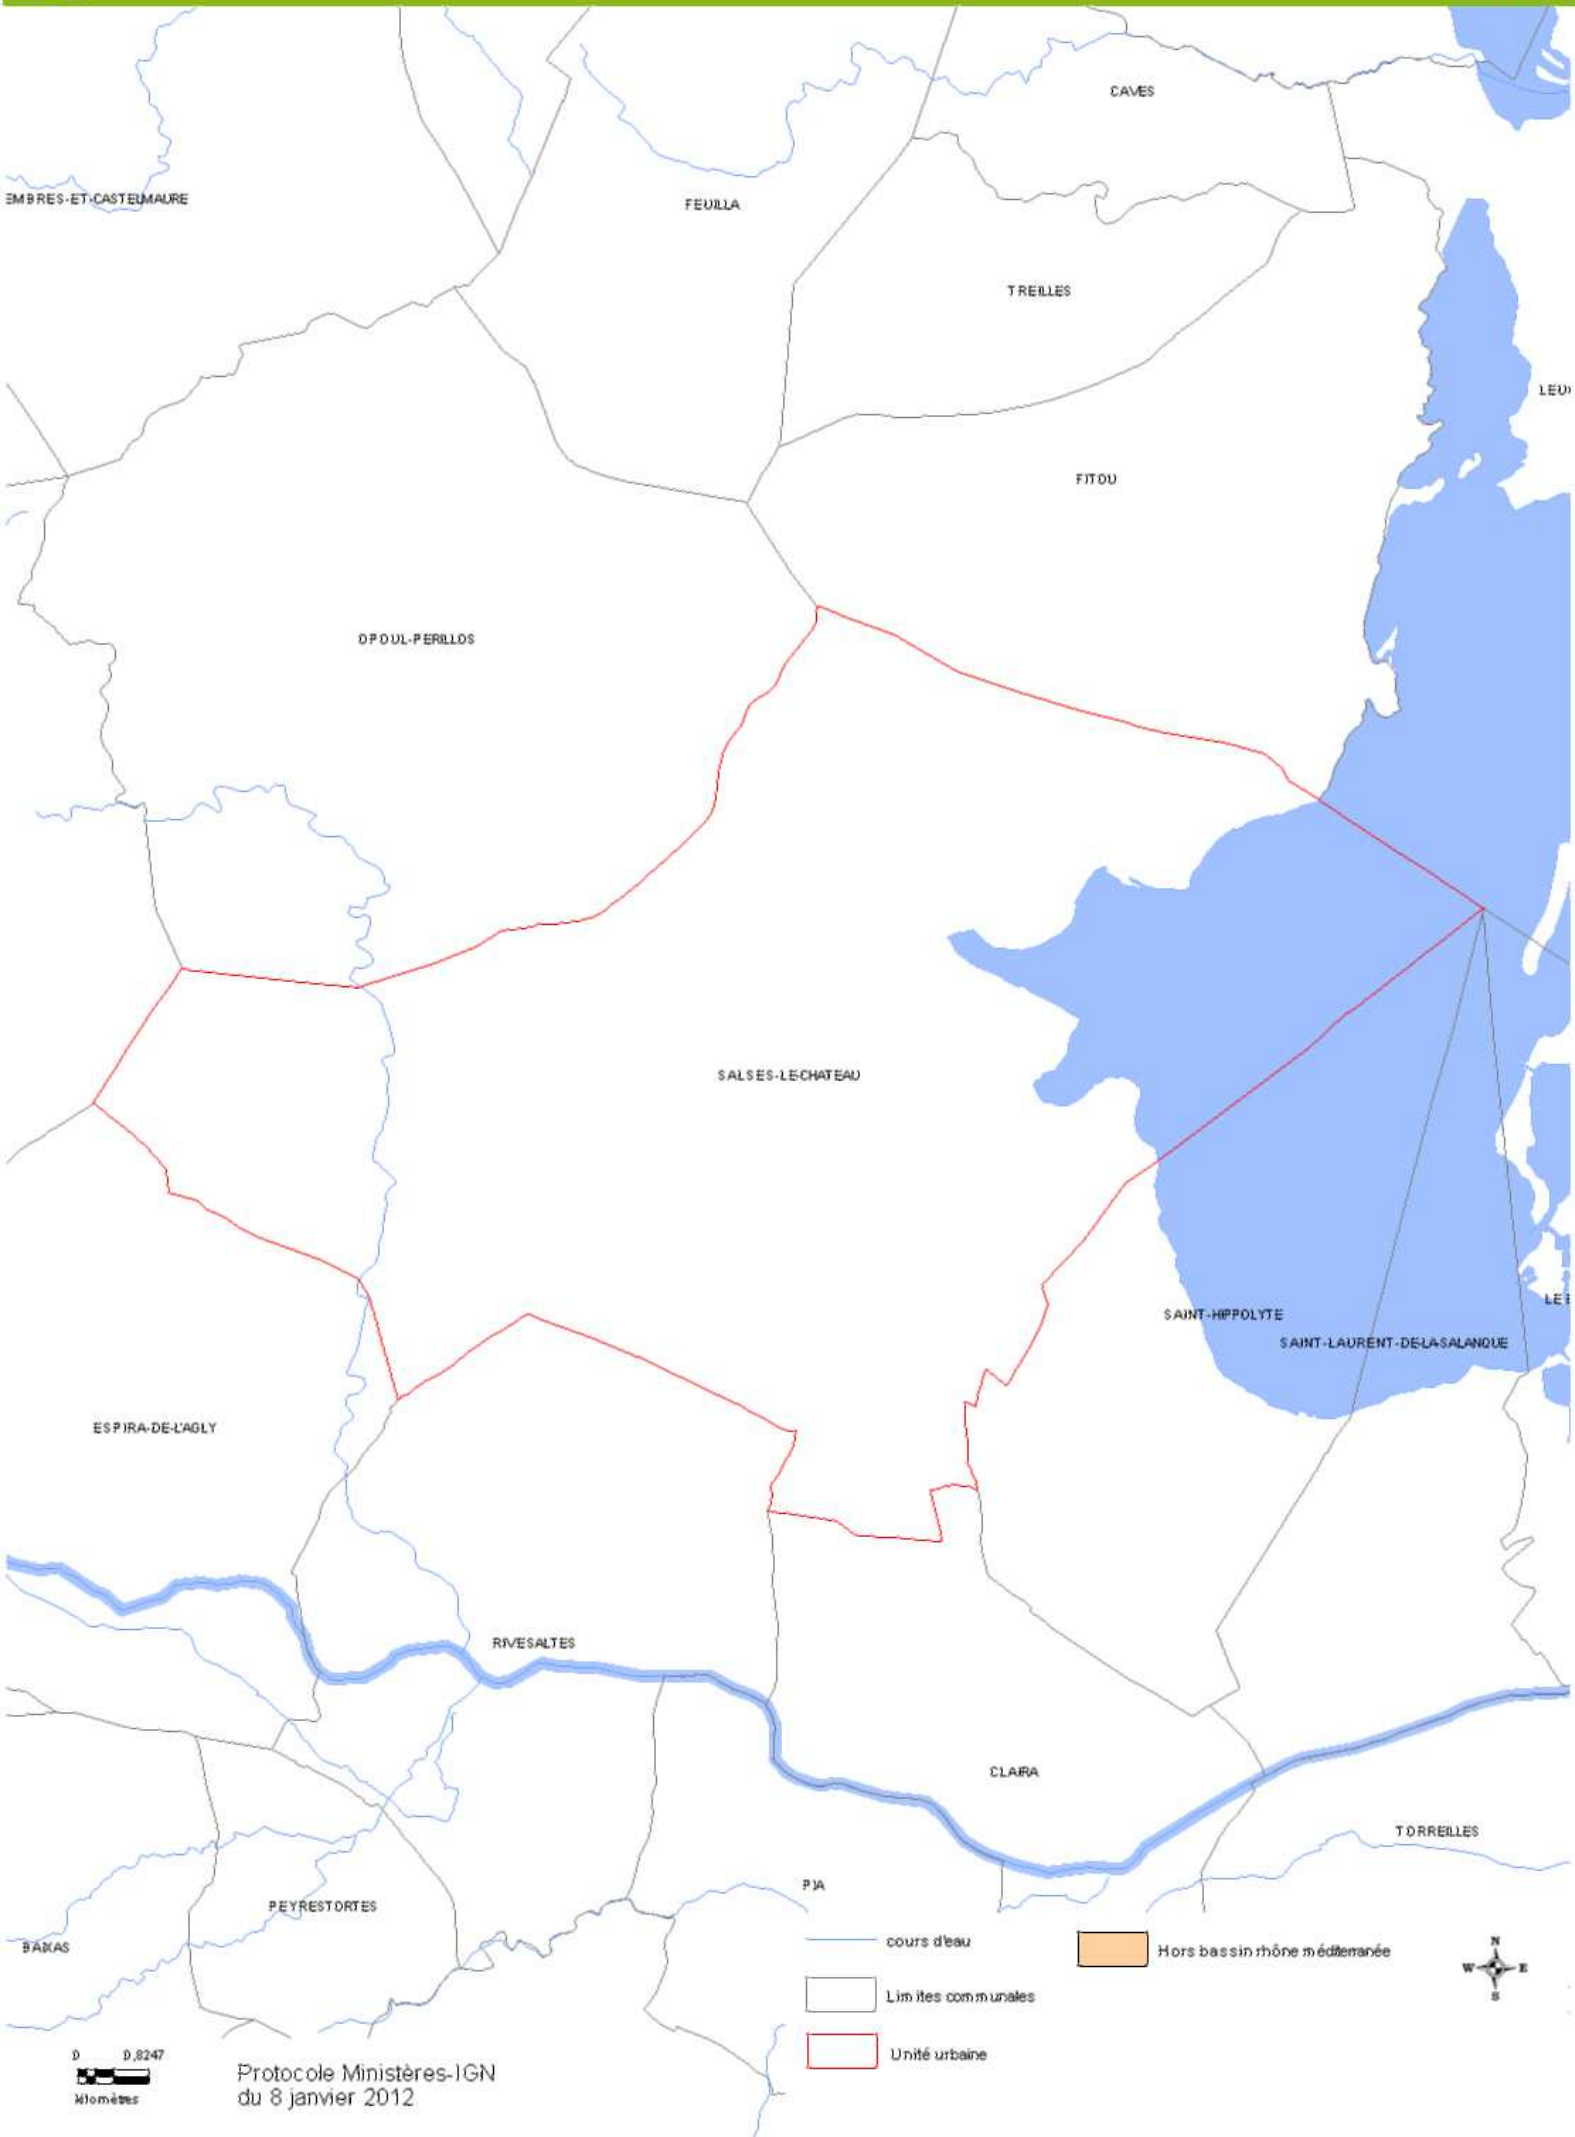 CAVES
EMBRES-ET-CASTELMAURE
FEUILLA
TREILLES
LEU
FITOU
OPOUL-PERILLOS
SALSES-LE-CHATEAU
LE
SAINT-HIPPOLYTE
SAINT-LAURENT-DE-LA-SALANQUE
ESPIRA-DE-L'AGLY
RIVESALTES
CLAIRA
TORREILLES
PIA
PEYRESTORTES
BAIXAS
cours d'eau
Hors bassin rhône méditerranée
N
W E
S
Limites communales
Unité urbaine
0 0,8247
kilomètres
Protocole Ministères-IGN
du 8 janvier 2012